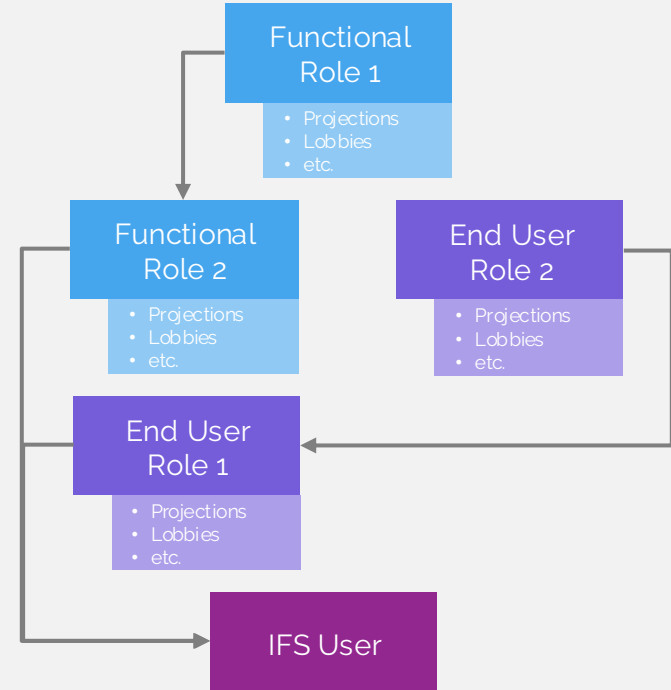 Functional
Role 1
• Projections
• Lobbies
• etc.
Functional
Role 2
• Projections
• Lobbies
• etc.
End User
Role 2
• Projections
• Lobbies
• etc.
End User
Role 1
• Projections
• Lobbies
• etc.
IFS User